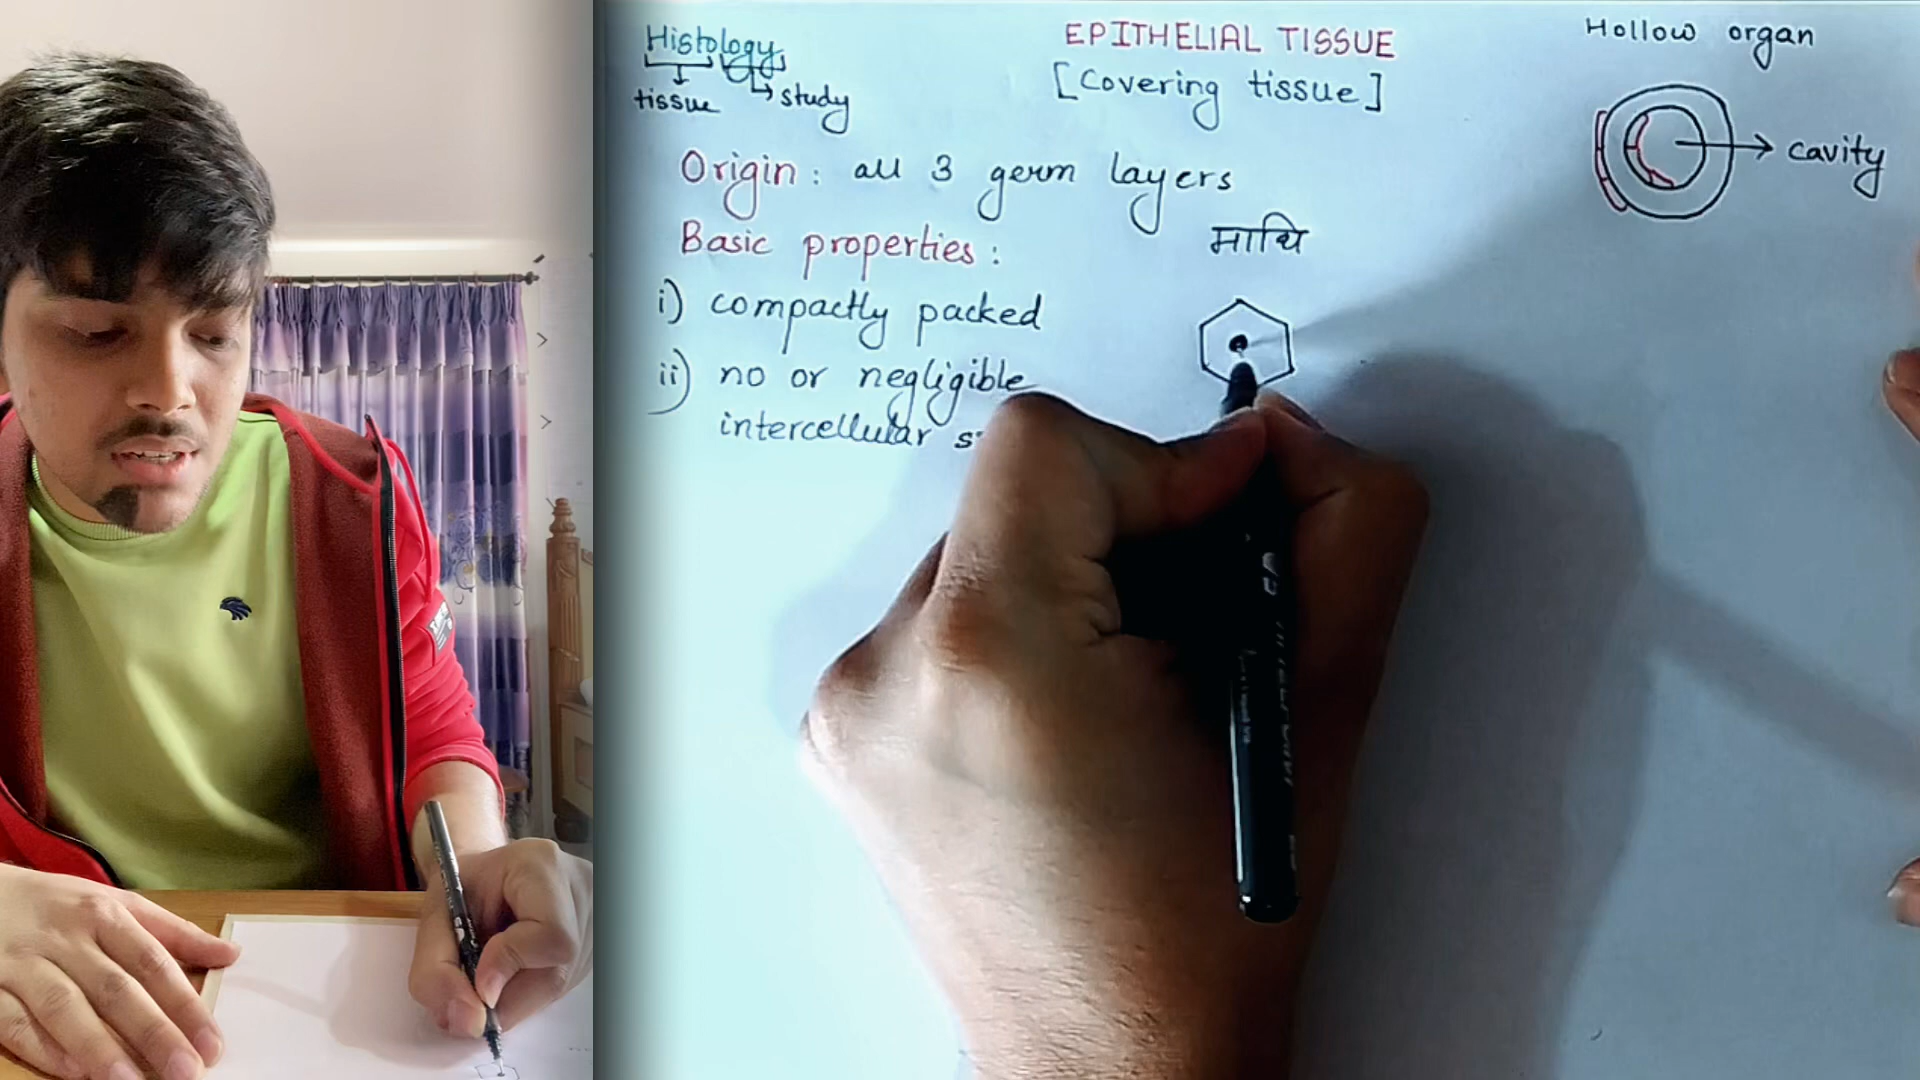 Histology
tissue
study
EPITHELIAL TISSUE
[Covering tissue]
Hollow organ
cavity
Origin: all 3 germ layers
Basic properties:
माथि
i) compactly packed
ii) no or negligible
intercellular